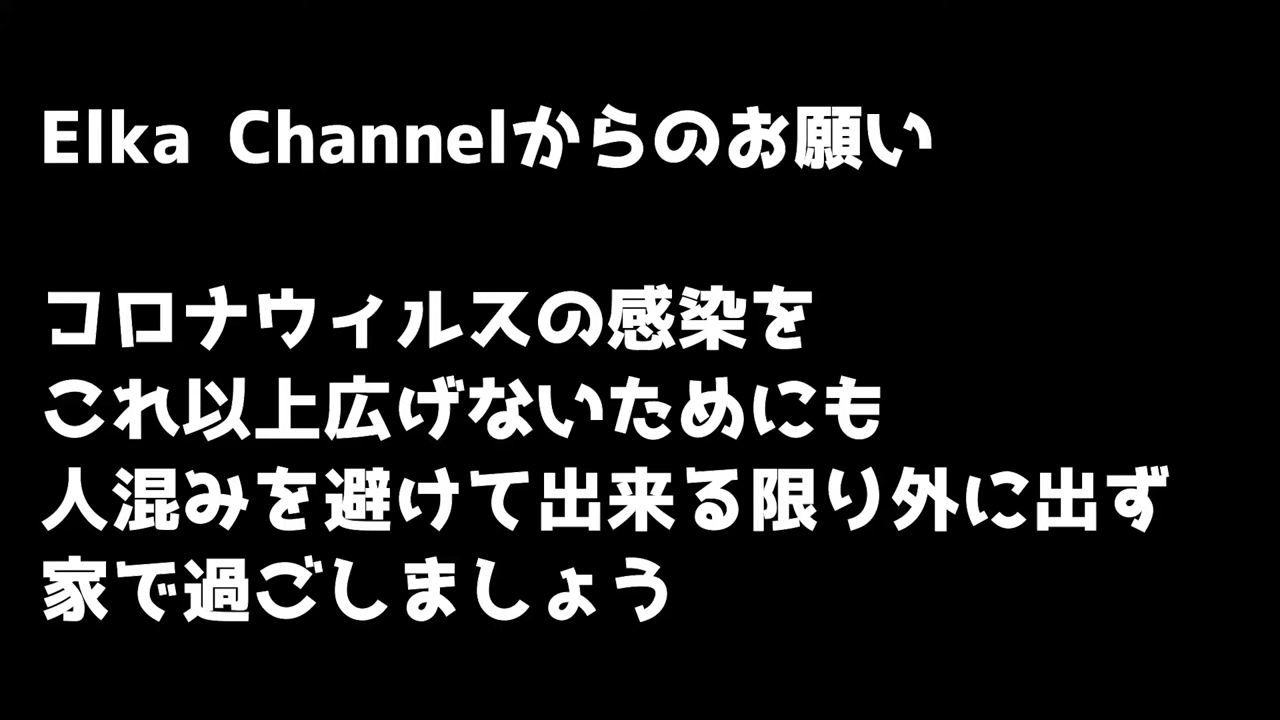 Elka Channelからのお願い
コロナウィルスの感染を
これ以上広げないためにも
人混みを避けて出来る限り外に出ず
家で過ごしましょう